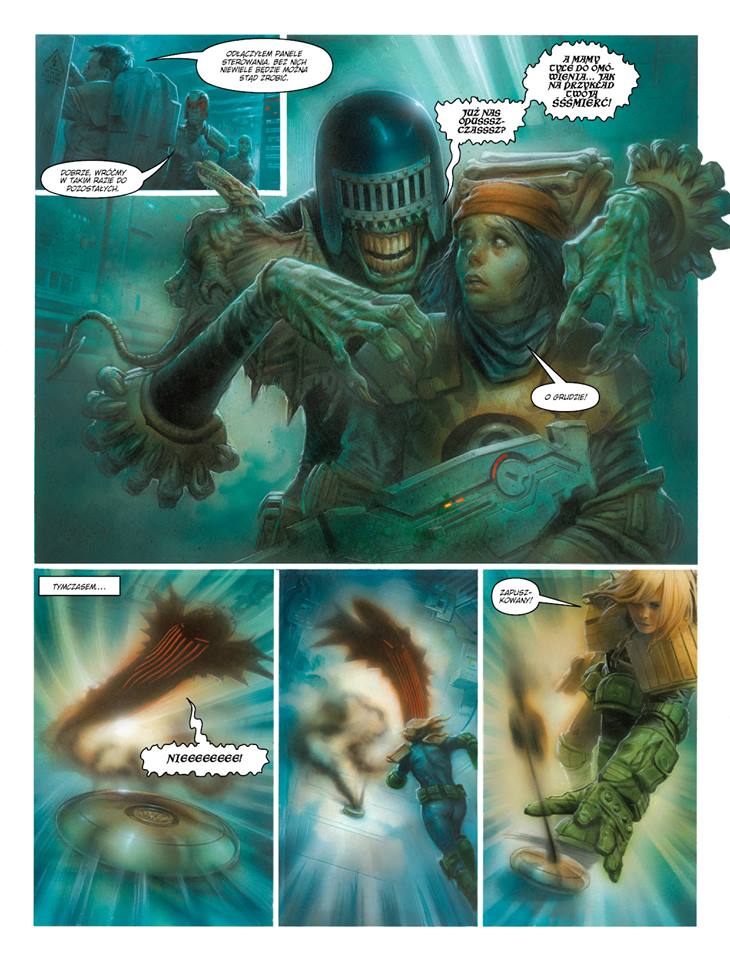 ODŁĄCZYŁEM PANELE
STEROWANIA. BEZ NICH
NIEWIELE BĘDZIE MOŻNA
STĄD ZROBIĆ.
DOBRZE, WRÓĆMY
W TAKIM RAZIE DO
POZOSTAŁYCH.
JUŻ NAS
OPUSSSZ-
CZASSSZ?
A MAMY
TYLE DO OMÓ-
WIENIA... JAK
NA PRZYKŁAD
TWOJĄ
ŚŚŚMIERĆ!
O GRUDZIE!
TYMCZASEM...
NIEEEEEEEE!
ZAPUSZ-
KOWANY!